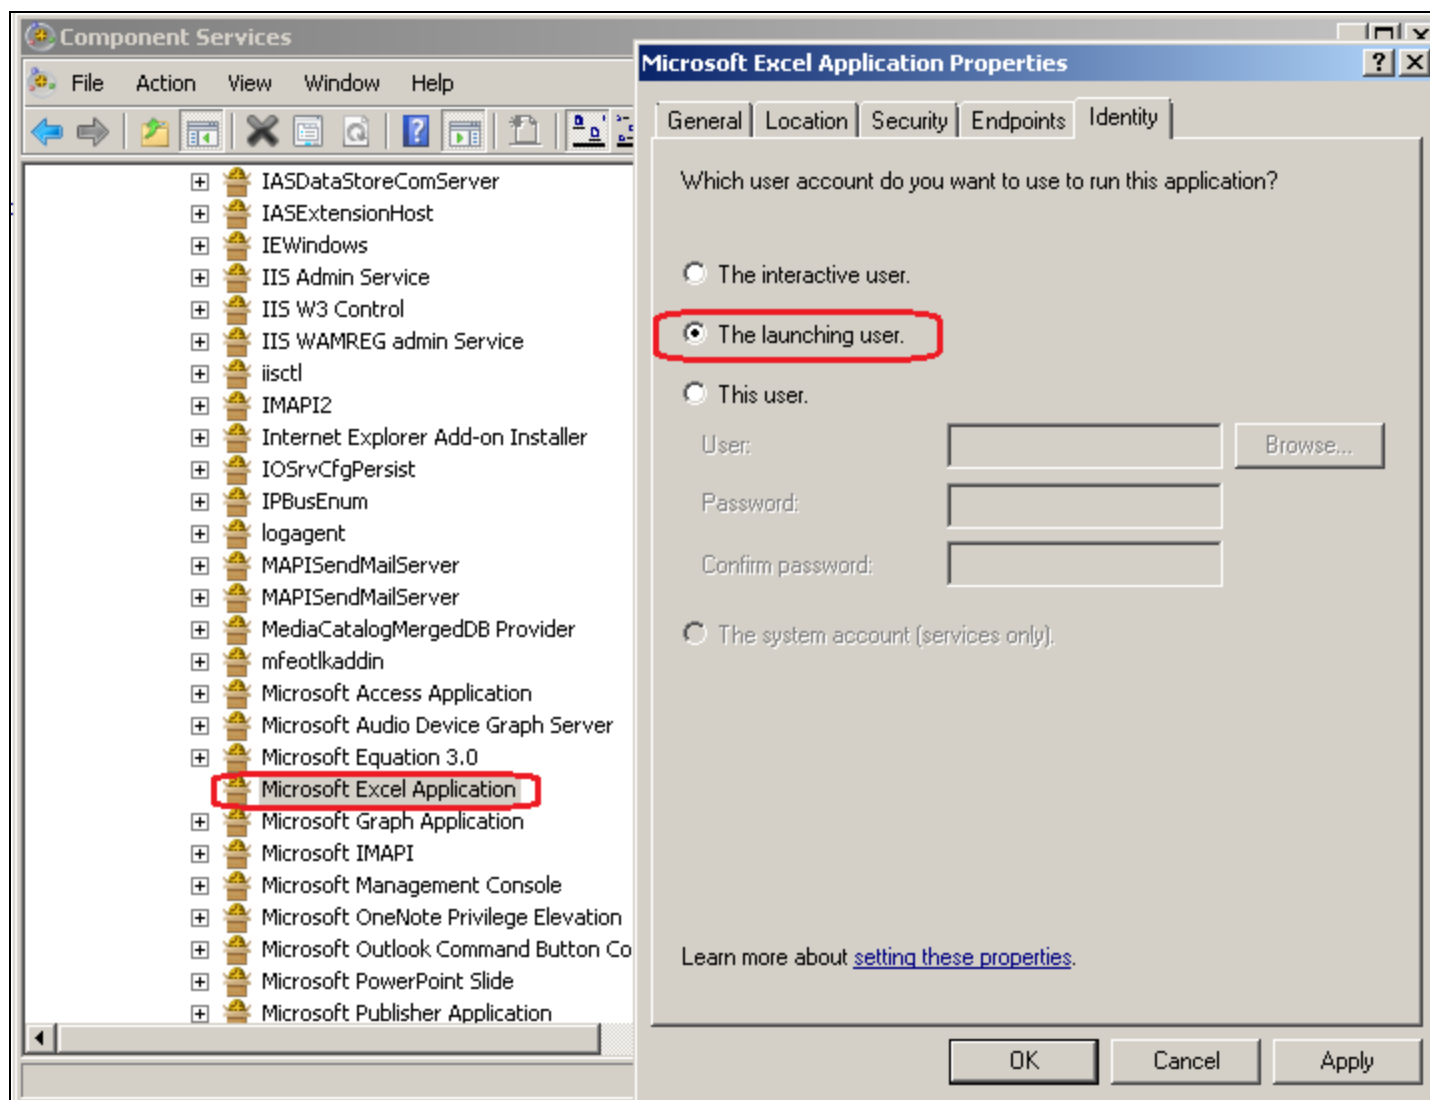 Component Services
File Action View Window Help
IASDataStoreComServer
IASExtensionHost
IEWindows
IIS Admin Service
IIS W3 Control
IIS WAMREG admin Service
iisctl
IMAPI2
Internet Explorer Add-on Installer
IOSrvCfgPersist
IPBusEnum
logagent
MAPISendMailServer
MAPISendMailServer
MediaCatalogMergedDB Provider
mfeotlkaddin
Microsoft Access Application
Microsoft Audio Device Graph Server
Microsoft Equation 3.0
Microsoft Excel Application
Microsoft Graph Application
Microsoft IMAPI
Microsoft Management Console
Microsoft OneNote Privilege Elevation
Microsoft Outlook Command Button Co
Microsoft PowerPoint Slide
Microsoft Publisher Application
Microsoft Excel Application Properties
General Location Security Endpoints Identity
Which user account do you want to use to run this application?
The interactive user.
The launching user.
This user.
User: Browse...
Password:
Confirm password:
The system account (services only).
Learn more about setting these properties.
OK Cancel Apply